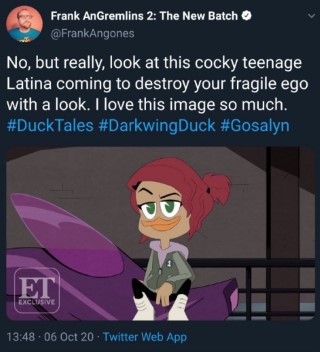 Frank AnGremlins 2: The New Batch
@FrankAngones
No, but really, look at this cocky teenage
Latina coming to destroy your fragile ego
with a look. I love this image so much.
#DuckTales #DarkwingDuck #Gosalyn
ET
EXCLUSIVE
13:48 · 06 Oct 20 · Twitter Web App